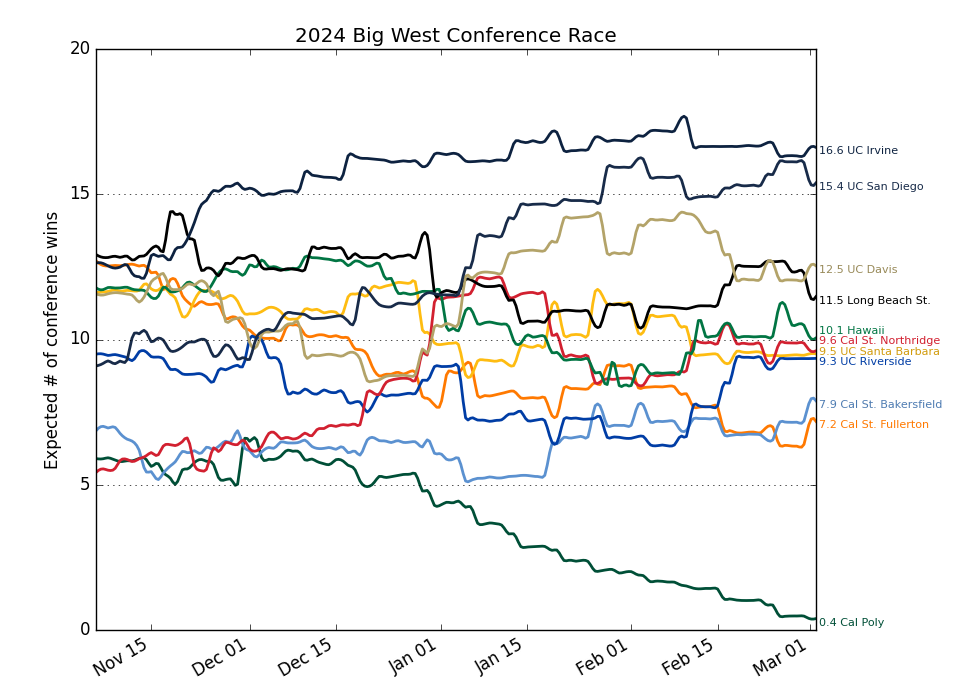 2024 Big West Conference Race
Expected # of conference wins
20
15
10
5
0
16.6 UC Irvine
15.4 UC San Diego
12.5 UC Davis
11.5 Long Beach St.
10.1 Hawaii
9.6 Cal St. Northridge
9.5 UC Santa Barbara
9.3 UC Riverside
7.9 Cal St. Bakersfield
7.2 Cal St. Fullerton
0.4 Cal Poly
Nov 15
Dec 01
Dec 15
Jan 01
Jan 15
Feb 01
Feb 15
Mar 01